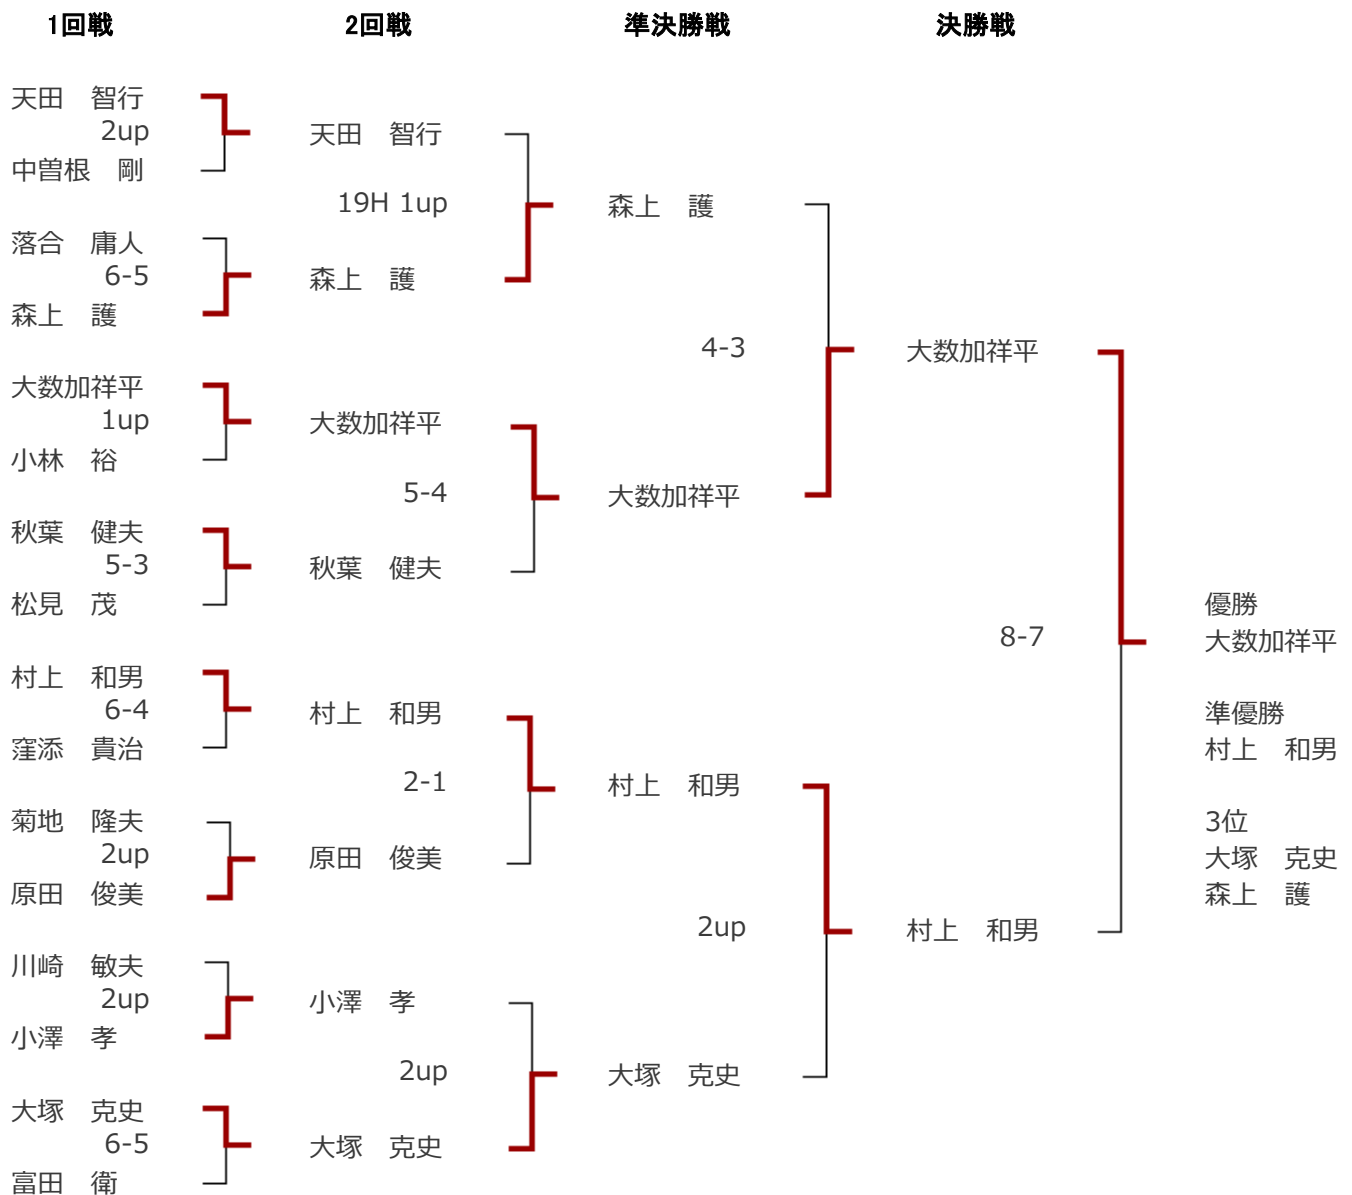 1回戦　2回戦　準決勝戦　決勝戦
天田　智行
2up
中曽根　剛
落合　庸人
6-5
森上　護
大数加祥平
1up
小林　裕
秋葉　健夫
5-3
松見　茂
村上　和男
6-4
窪添　貴治
菊地　隆夫
2up
原田　俊美
川崎　敏夫
2up
小澤　孝
大塚　克史
6-5
富田　衛
天田　智行
19H 1up
森上　護
大数加祥平
5-4
秋葉　健夫
村上　和男
2-1
原田　俊美
小澤　孝
2up
大塚　克史
森上　護
4-3
大数加祥平
村上　和男
2up
大塚　克史
大数加祥平
8-7
村上　和男
優勝
大数加祥平
準優勝
村上　和男
3位
大塚　克史
森上　護